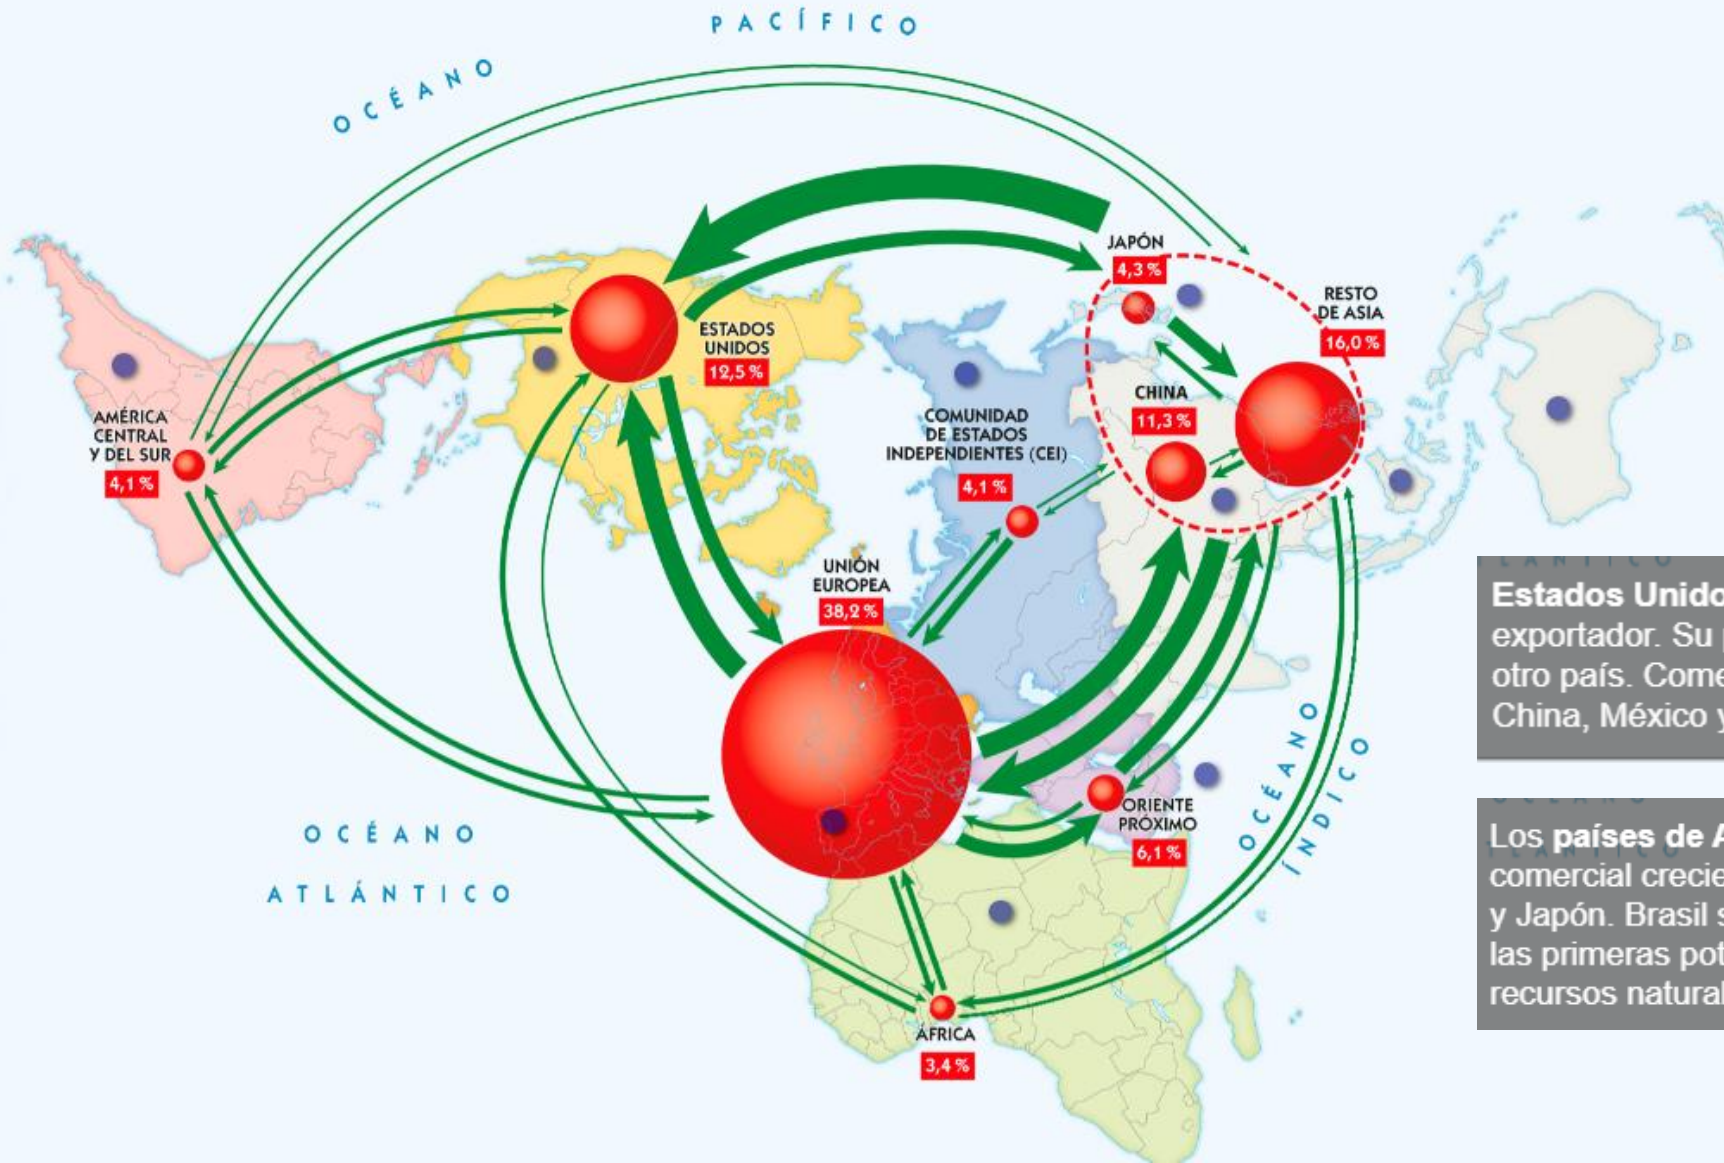 PACÍFICO
OCÉANO
JAPÓN
4,3 %
RESTO
DE ASIA
16,0 %
ESTADOS
UNIDOS
12,5 %
CHINA
11,3 %
AMÉRICA
CENTRAL
Y DEL SUR
4,1 %
COMUNIDAD
DE ESTADOS
INDEPENDIENTES (CEI)
4,1 %
UNIÓN
EUROPEA
38,2 %
Estados Unido
exportador. Su
otro país. Come
China, México y
OCÉANO
ÍNDICO
ORIENTE
PRÓXIMO
6,1 %
OCÉANO
ATLÁNTICO
Los países de A
comercial crecie
y Japón. Brasil s
las primeras pot
recursos natural
ÁFRICA
3,4 %